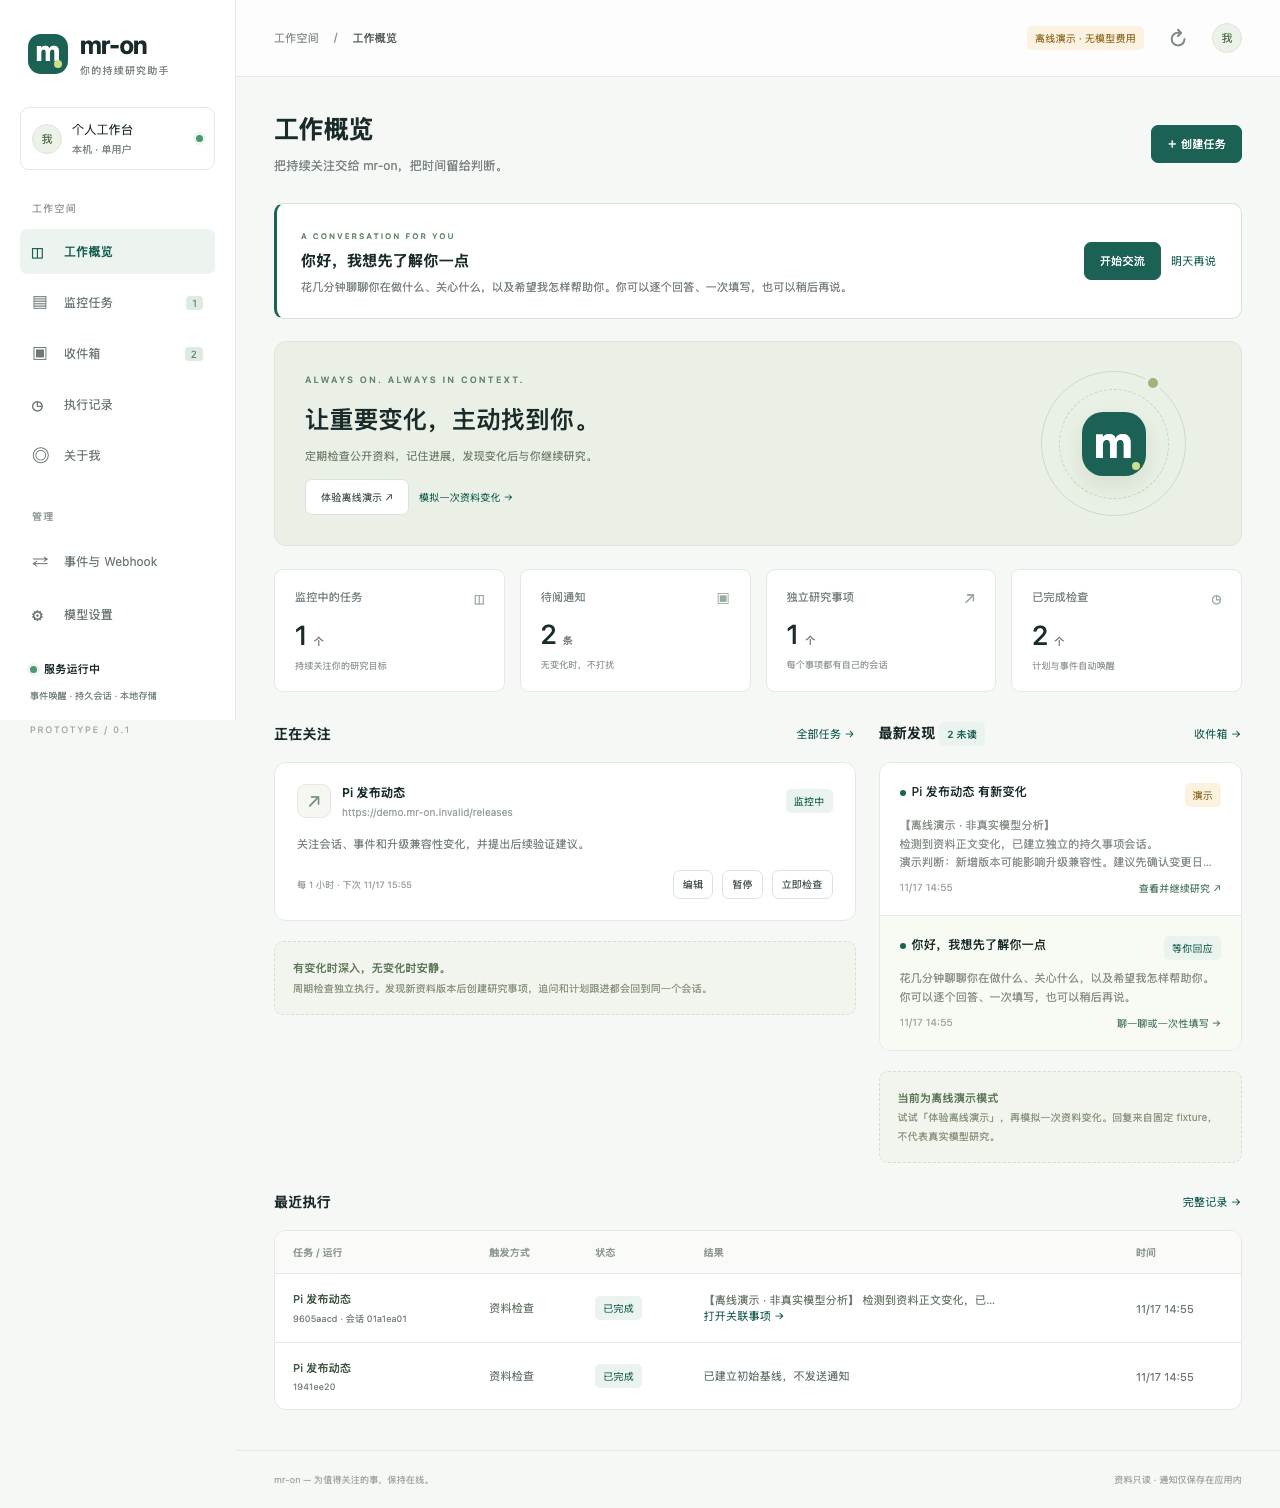 m
mr-on
你的持续研究助手
我
个人工作台
本机 · 单用户
工作空间
工作概览
监控任务
1
收件箱
2
执行记录
关于我
管理
事件与 Webhook
模型设置
服务运行中
事件唤醒 · 持久会话 · 本地存储
PROTOTYPE / 0.1
工作空间 / 工作概览
离线演示 · 无模型费用
我
工作概览
把持续关注交给 mr-on，把时间留给判断。
+ 创建任务
A CONVERSATION FOR YOU
你好，我想先了解你一点
花几分钟聊聊你在做什么、关心什么，以及希望我怎样帮助你。你可以逐个回答、一次填写，也可以稍后再说。
开始交流
明天再说
ALWAYS ON. ALWAYS IN CONTEXT.
让重要变化，主动找到你。
定期检查公开资料，记住进展，发现变化后与你继续研究。
体验离线演示 ↗
模拟一次资料变化 →
m
监控中的任务
1 个
持续关注你的研究目标
待阅通知
2 条
无变化时，不打扰
独立研究事项
1 个
每个事项都有自己的会话
已完成检查
2 个
计划与事件自动唤醒
正在关注
全部任务 →
Pi 发布动态
https://demo.mr-on.invalid/releases
监控中
关注会话、事件和升级兼容性变化，并提出后续验证建议。
每 1 小时 · 下次 11/17 15:55
编辑
暂停
立即检查
有变化时深入，无变化时安静。
周期检查独立执行。发现新资料版本后创建研究事项，追问和计划跟进都会回到同一个会话。
最新发现
2 未读
收件箱 →
Pi 发布动态 有新变化
演示
【离线演示 · 非真实模型分析】
检测到资料正文变化，已建立独立的持久事项会话。
演示判断：新增版本可能影响升级兼容性。建议先确认变更日...
11/17 14:55
查看并继续研究 ↗
你好，我想先了解你一点
等你回应
花几分钟聊聊你在做什么、关心什么，以及希望我怎样帮助你。
你可以逐个回答、一次填写，也可以稍后再说。
11/17 14:55
聊一聊或一次性填写 →
当前为离线演示模式
试试「体验离线演示」，再模拟一次资料变化。回复来自固定 fixture，
不代表真实模型研究。
最近执行
完整记录 →
任务 / 运行
触发方式
状态
结果
时间
Pi 发布动态
9605aacd · 会话 01a1ea01
资料检查
已完成
【离线演示 · 非真实模型分析】 检测到资料正文变化，已...
打开关联事项 →
11/17 14:55
Pi 发布动态
1941ee20
资料检查
已完成
已建立初始基线，不发送通知
11/17 14:55
mr-on — 为值得关注的事，保持在线。
资料只读 · 通知仅保存在应用内